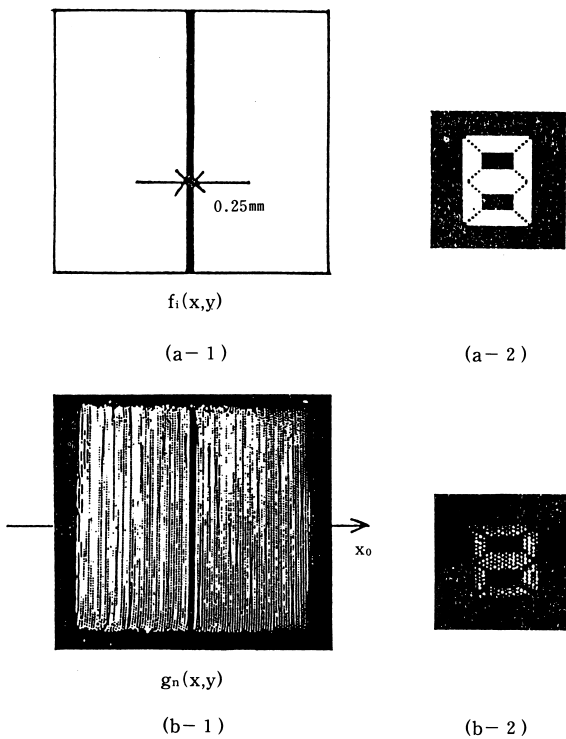 0.25mm
fᵢ(x,y)
(a-1)
(a-2)
x₀
gₙ(x,y)
(b-1)
(b-2)